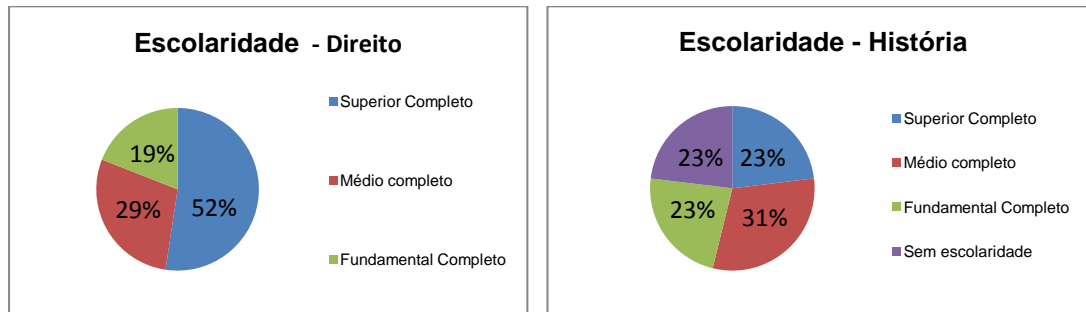 Escolaridade - Direito
Superior Completo
19%
Médio completo
29%
52%
Fundamental Completo
Escolaridade - História
Superior Completo
23%
23%
Médio completo
23%
31%
Fundamental Completo
Sem escolaridade